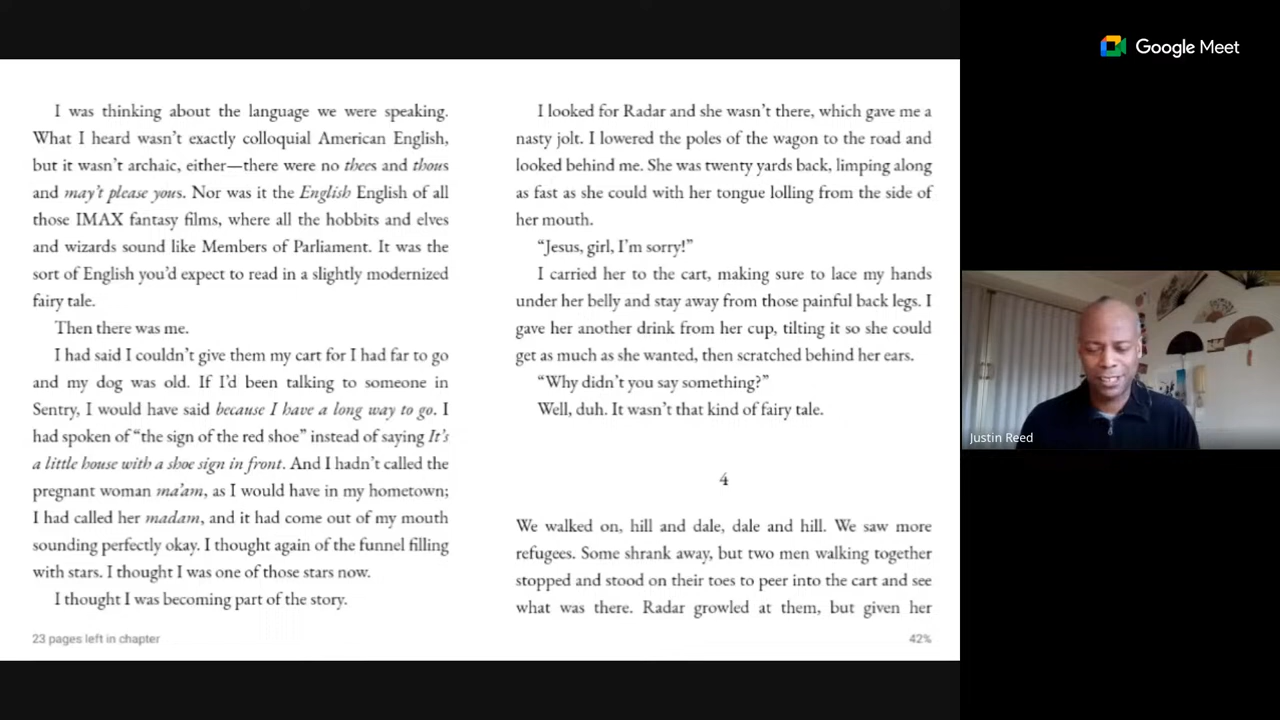 Google Meet
I was thinking about the language we were speaking.
What I heard wasn't exactly colloquial American English,
but it wasn't archaic, either—there were no thees and thous
and may't please yous. Nor was it the English English of all
those IMAX fantasy films, where all the hobbits and elves
and wizards sound like Members of Parliament. It was the
sort of English you'd expect to read in a slightly modernized
fairy tale.
Then there was me.
I had said I couldn't give them my cart for I had far to go
and my dog was old. If I'd been talking to someone in
Sentry, I would have said because I have a long way to go. I
had spoken of “the sign of the red shoe” instead of saying It's
a little house with a shoe sign in front. And I hadn't called the
pregnant woman ma'am, as I would have in my hometown;
I had called her madam, and it had come out of my mouth
sounding perfectly okay. I thought again of the funnel filling
with stars. I thought I was one of those stars now.
I thought I was becoming part of the story.
23 pages left in chapter
I looked for Radar and she wasn't there, which gave me a
nasty jolt. I lowered the poles of the wagon to the road and
looked behind me. She was twenty yards back, limping along
as fast as she could with her tongue lolling from the side of
her mouth.
“Jesus, girl, I'm sorry!”
I carried her to the cart, making sure to lace my hands
under her belly and stay away from those painful back legs. I
gave her another drink from her cup, tilting it so she could
get as much as she wanted, then scratched behind her ears.
“Why didn't you say something?”
Well, duh. It wasn't that kind of fairy tale.
4
We walked on, hill and dale, dale and hill. We saw more
refugees. Some shrank away, but two men walking together
stopped and stood on their toes to peer into the cart and see
what was there. Radar growled at them, but given her
42%
Justin Reed